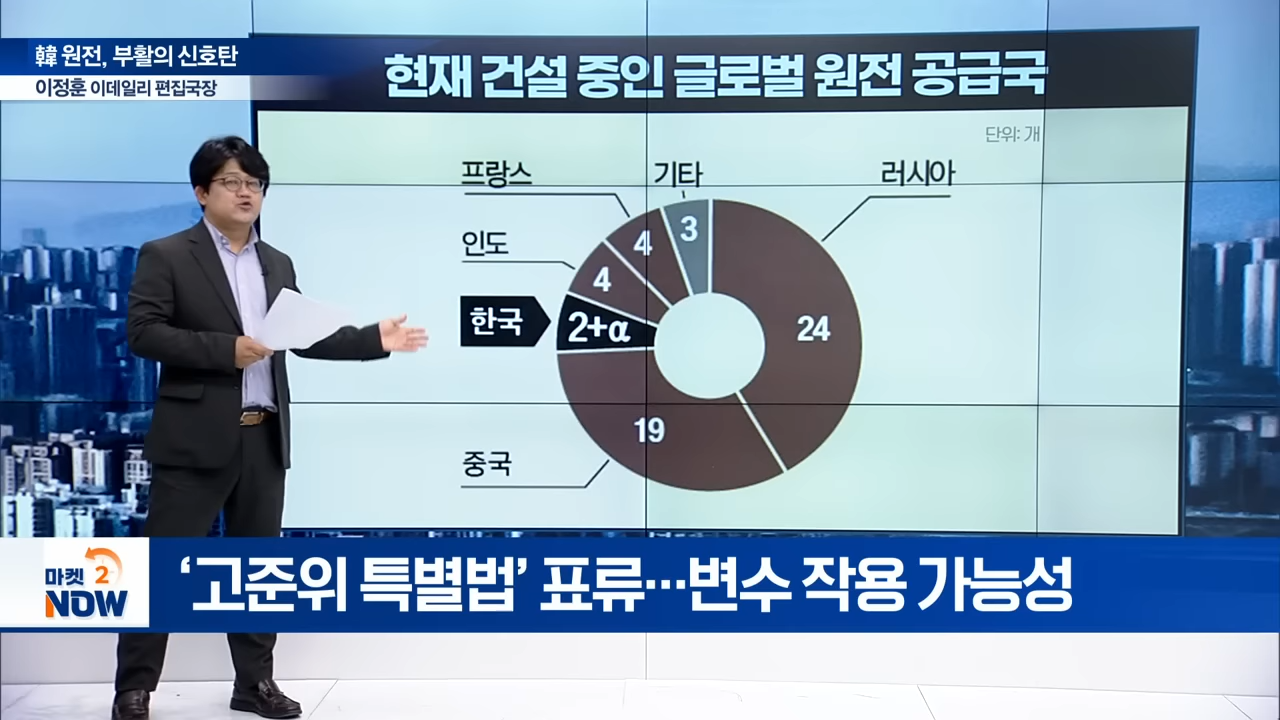 韓 원전, 부활의 신호탄
이정훈 이데일리 편집국장
현재 건설 중인 글로벌 원전 공급국
단위: 개
프랑스
기타
러시아
인도
한국
중국
4
3
4
2+α
24
19
마켓 2
NOW
‘고준위 특별법’ 표류…변수 작용 가능성